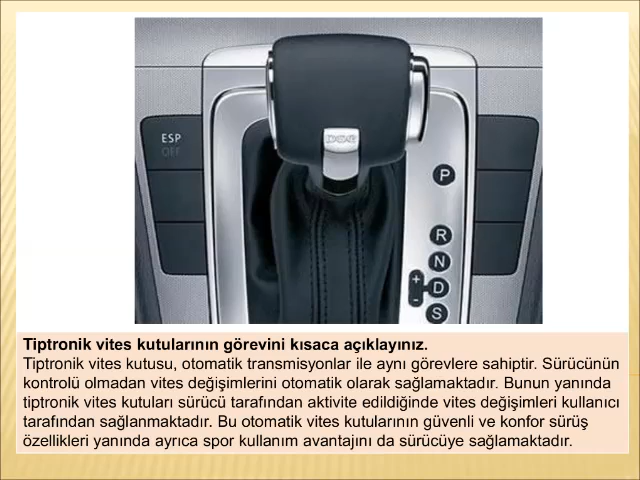 ESP
OFF
DSG
P
R
N
+
D
-
S
Tiptronik vites kutularının görevini kısaca açıklayınız.
Tiptronik vites kutusu, otomatik transmisyonlar ile aynı görevlere sahiptir. Sürücünün
kontrolü olmadan vites değişimlerini otomatik olarak sağlamaktadır. Bunun yanında
tiptronik vites kutuları sürücü tarafından aktivite edildiğinde vites değişimleri kullanıcı
tarafından sağlanmaktadır. Bu otomatik vites kutularının güvenli ve konfor sürüş
özellikleri yanında ayrıca spor kullanım avantajını da sürücüye sağlamaktadır.